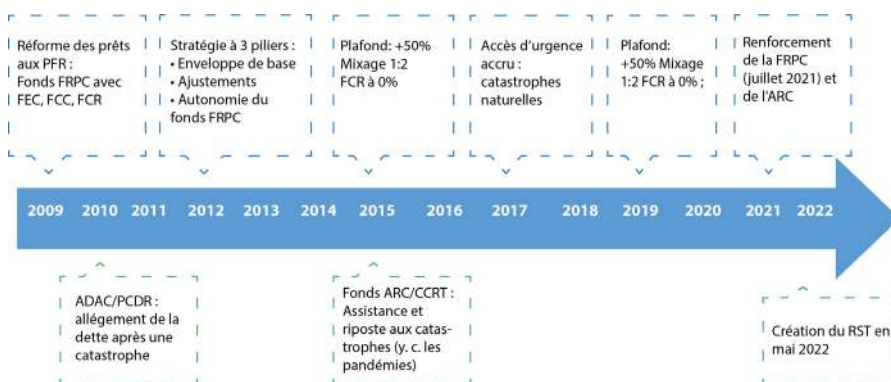 Réforme des prêts
aux PFR :
Fonds FRPC avec
FEC, FCC, FCR
Stratégie à 3 piliers :
• Enveloppe de base
• Ajustements
• Autonomie du
fonds FRPC
Plafond: +50%
Mixage 1:2
FCR à 0%
Accès d'urgence
accru :
catastrophes
naturelles
Plafond:
+50% Mixage
1:2 FCR à 0% ;
Renforcement
de la FRPC
(juillet 2021) et
de l'ARC
2009 2010 2011 2012 2013 2014 2015 2016 2017 2018 2019 2020 2021 2022
ADAC/PCDR :
allégement de la
dette après une
catastrophe
Fonds ARC/CCRT :
Assistance et
riposte aux catas-
trophes (y. c. les
pandémies)
Création du RST en
mai 2022